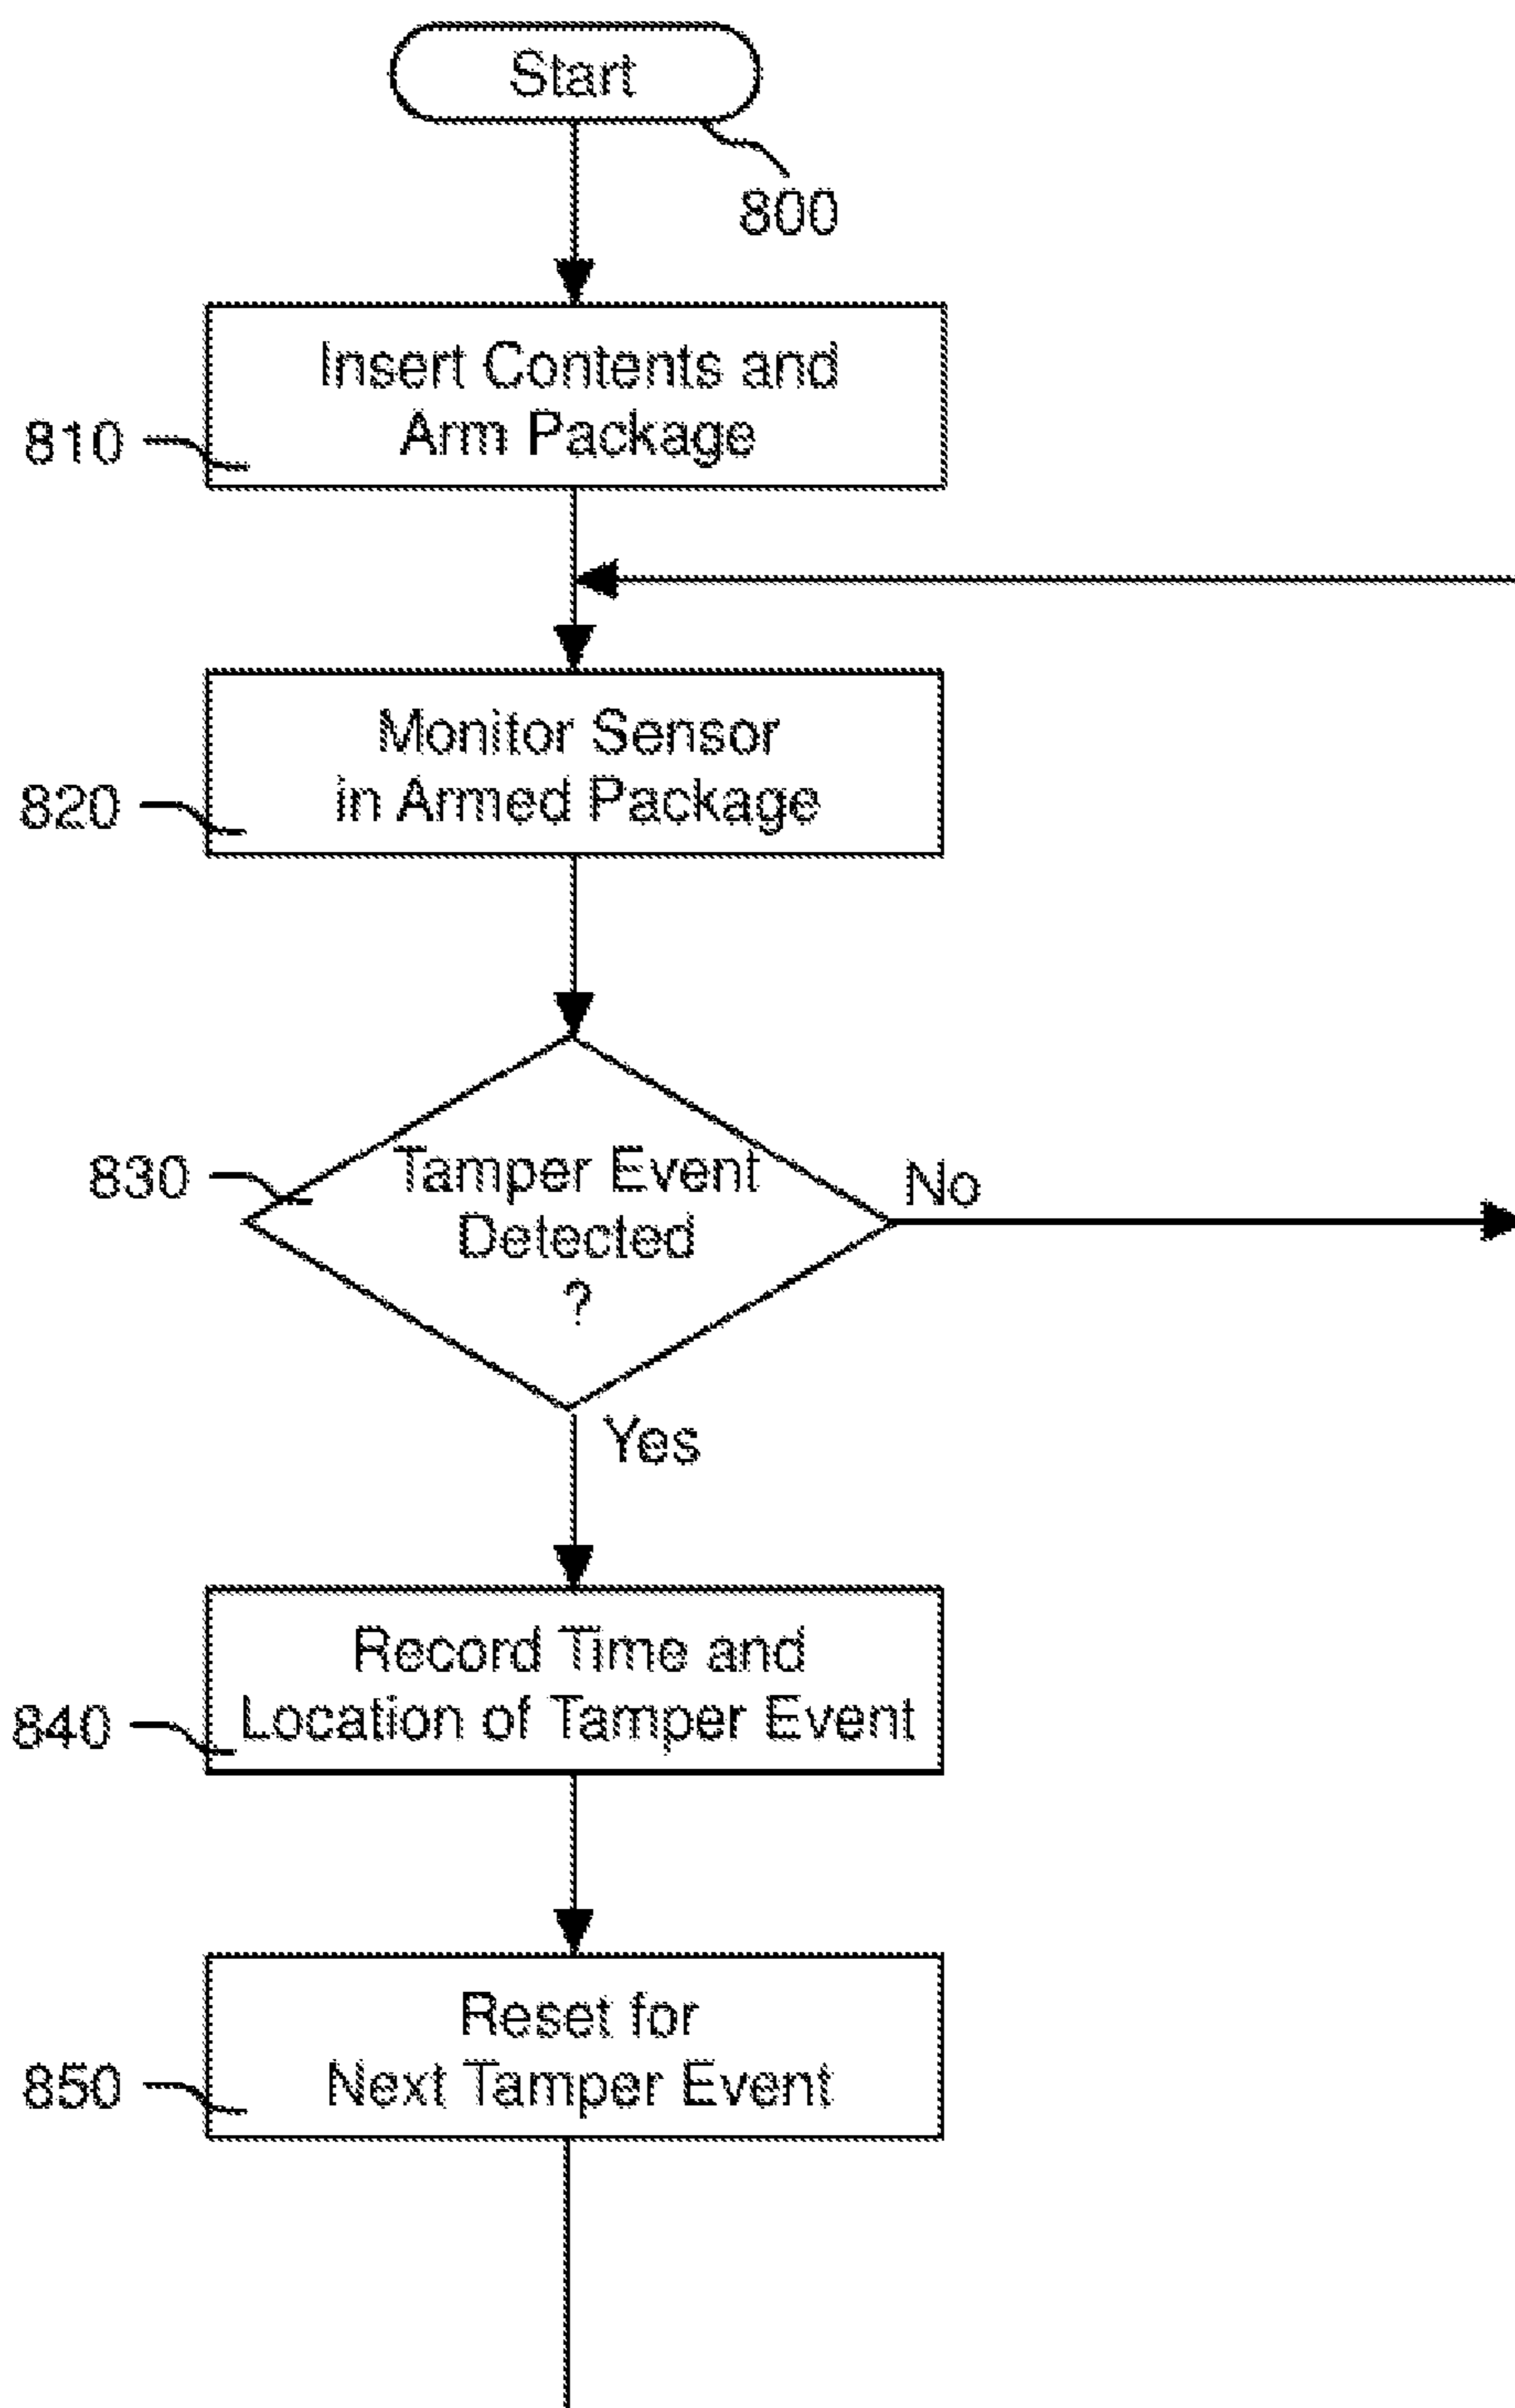 Start
800
Insert Contents and
Arm Package
810
Monitor Sensor
in Armed Package
820
Tamper Event
Detected
?
830
No
Yes
Record Time and
Location of Tamper Event
840
Reset for
Next Tamper Event
850